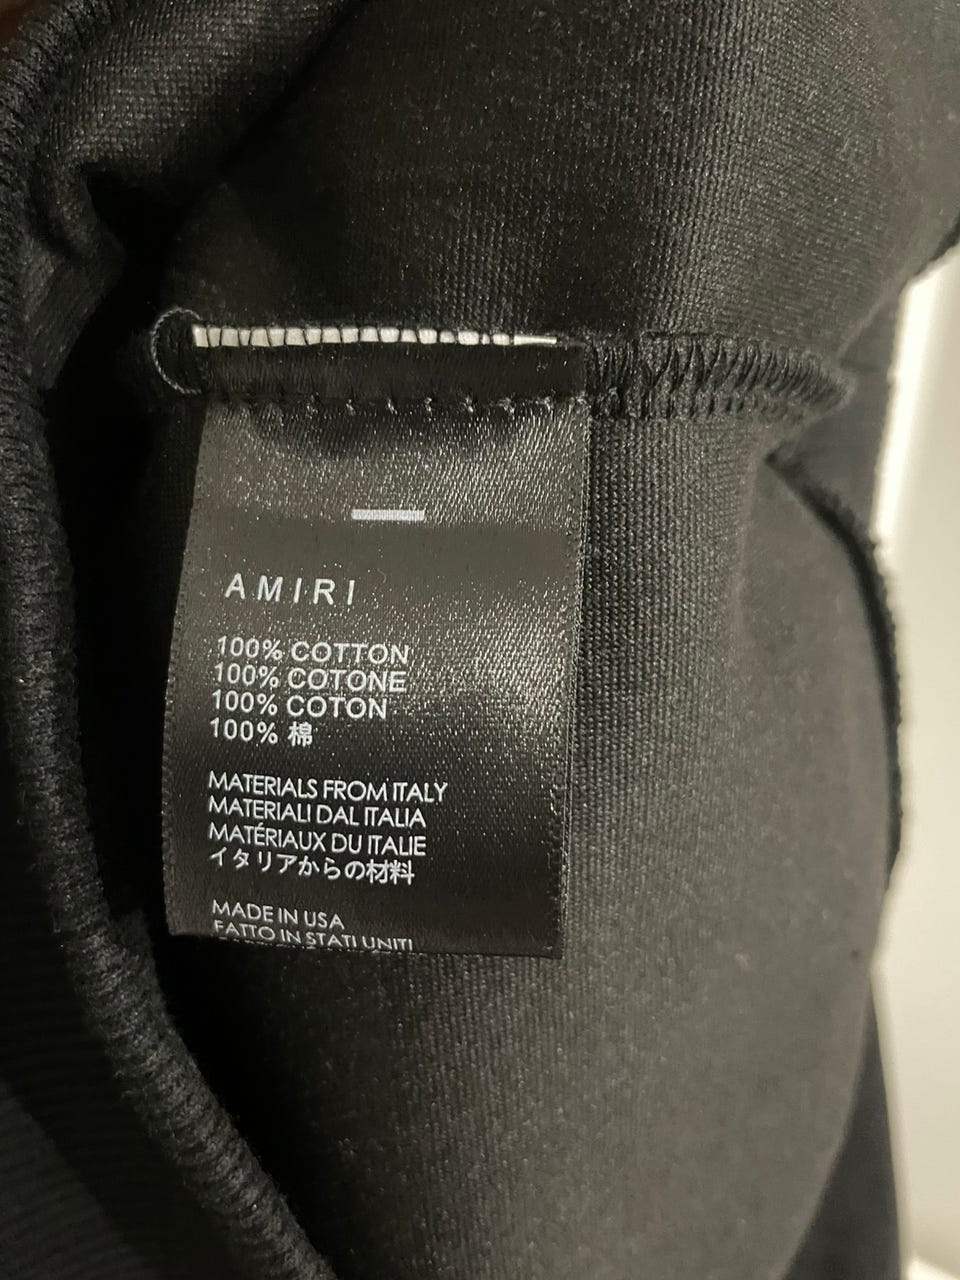 AMIRI
100% COTTON
100% COTONE
100% COTON
100% 棉
MATERIALS FROM ITALY
MATERIALI DAL ITALIA
MATÉRIAUX DU ITALIE
イタリアからの材料
MADE IN USA
FATTO IN STATI UNITI